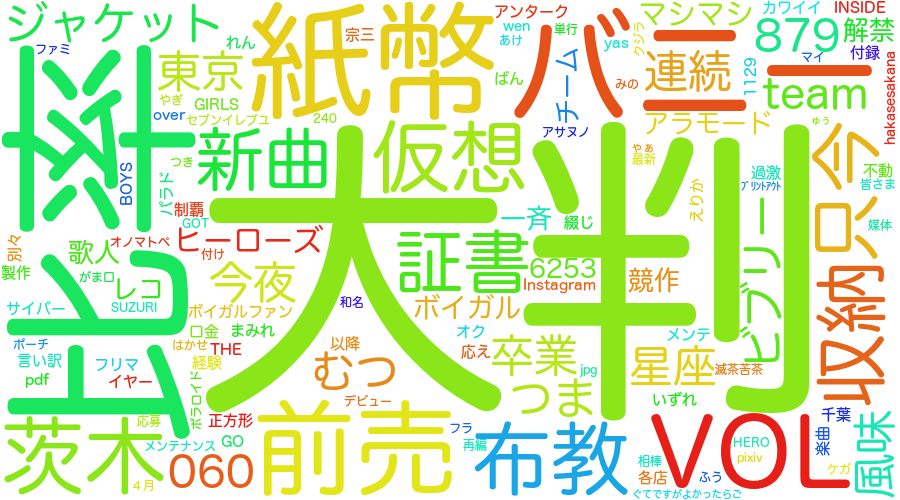 ジャケット
ファミ
東京
れん
やぎ
GIRLS
over
セブンイレブユ
240
紙幣
宗三
アンターク
wen
あけ
単行
ぱん
バニー
チーム
yas
クジラ
みの
マシマシ
カワイイ
INSIDE
879
解禁
付録
マイ
連続
1129
team
hakasesakana
アラモード
ゅう
BOYS
パラド
つき
新曲
仮想
アサヌノ
やぁ
最新
過激
不動
皆さま
プリントアウト
只今
制覇
GOT
えりか
一斉
綴じ
大判
証書
ヒーローズ
付け
別々
歌人
オノマトペ
製作
がま口
レコ
今夜
6253
Instagram
競作
ビブリー
媒体
収納
サイバー
SUZURI
ボイガルファン
和名
ボイガル
ポーチ
言い訳
フリマ
口金
まみれ
はかせ
THE
以降
オク
応え
卒業
メンテ
星座
滅茶苦茶
pdf
イヤー
経験
ポラロイド
むつ
jpg
つま
いずれ
デビュー
茨木
応募
正方形
メンテナンス
GO
060
４月
前売
フラ
再編
布教
VOL
相棒
各店
ふう
HERO
pixiv
千葉
楽曲
ケガ
風味
ぐてですがよかったらご